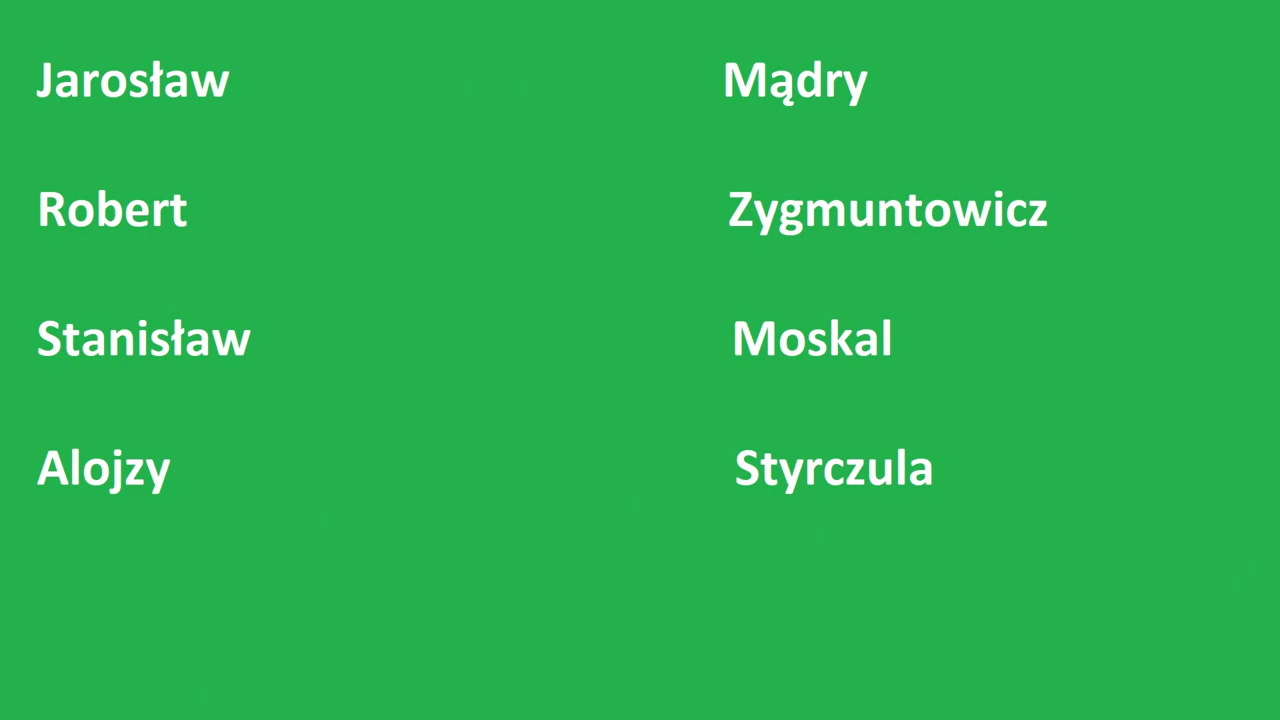 Jarosław Mądry
Robert Zygmuntowicz
Stanisław Moskal
Alojzy Styrczula